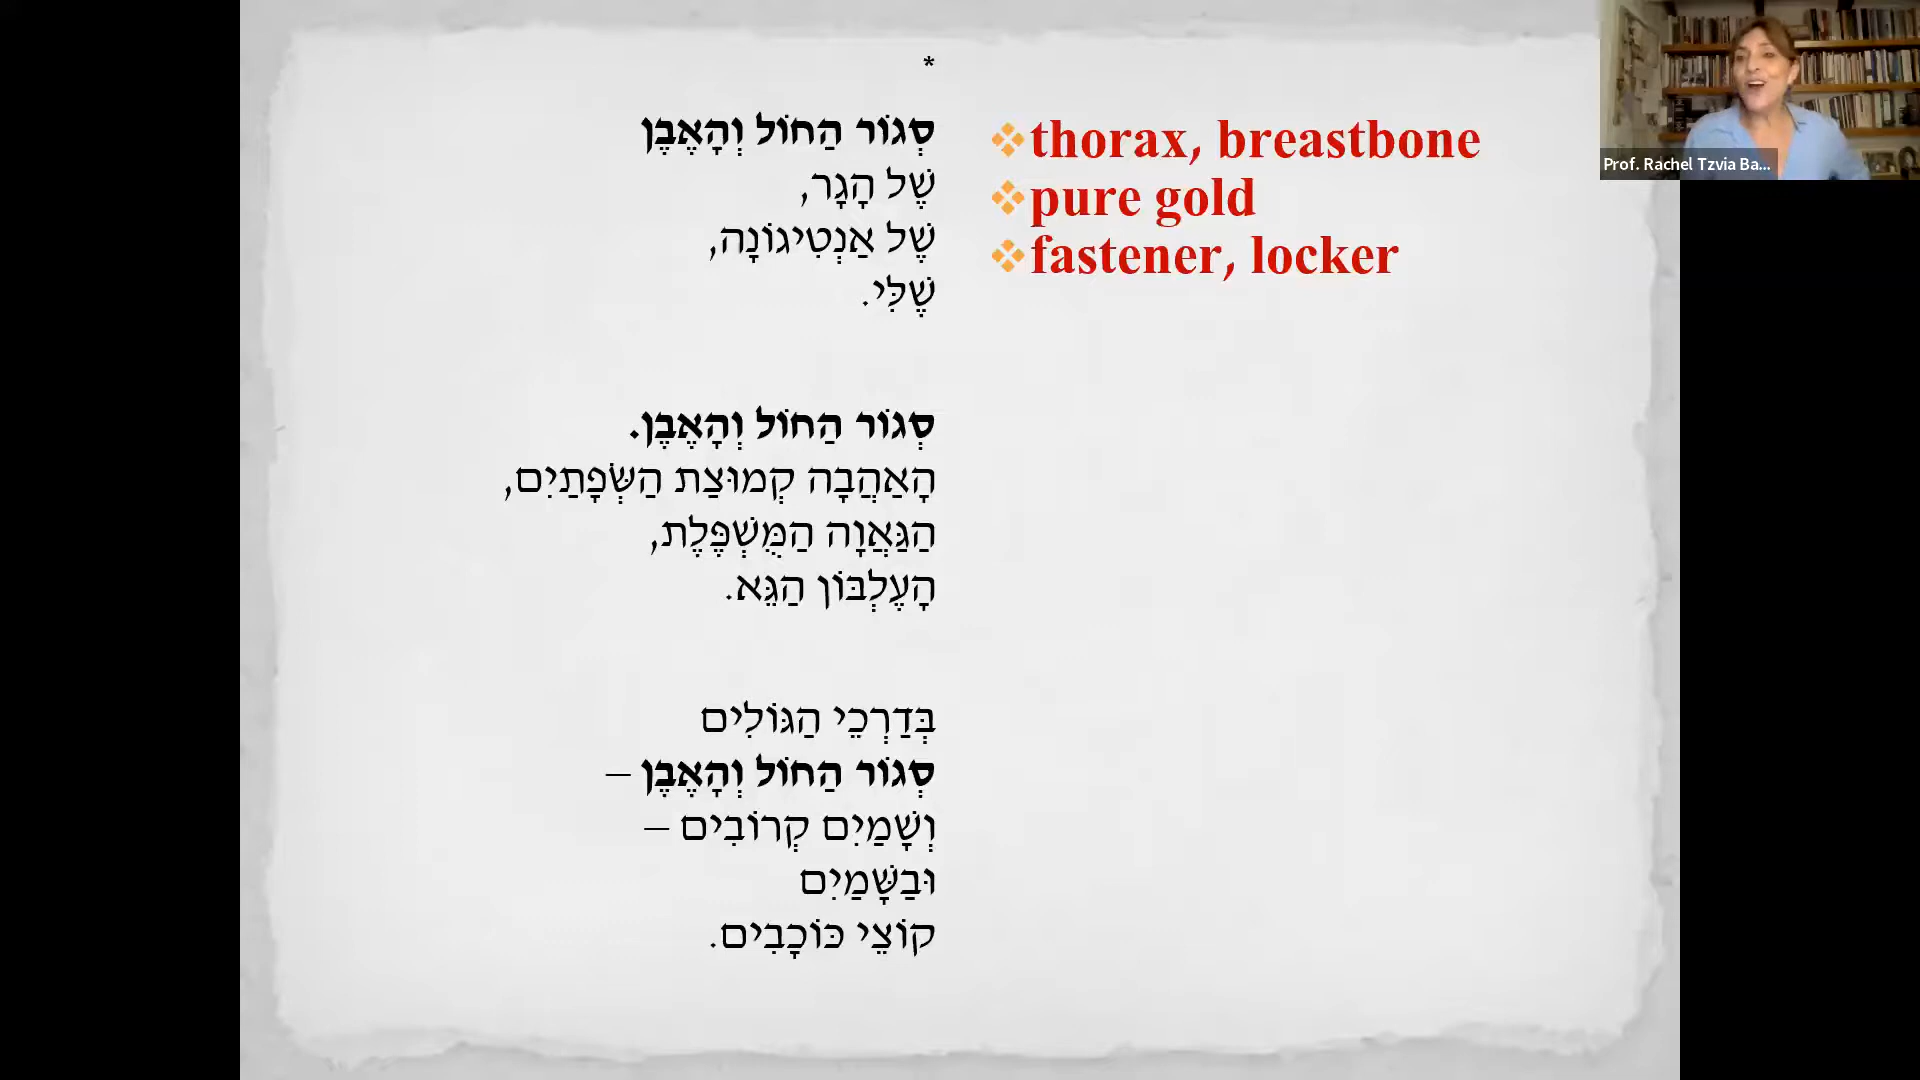 *
סְגוֹר הַחוֹל וְהָאֶבֶן
שֶׁל הָגָר,
שֶׁל אַנְטִיגוֹנָה,
שֶׁלִּי.
סְגוֹר הַחוֹל וְהָאֶבֶן.
הָאַהֲבָה קְמוּצַת הַשְּׂפָתַיִם,
הַגַּאֲוָה הַמֻּשְׁפֶּלֶת,
הָעֶלְבּוֹן הַגֵּא.
בְּדַרְכֵי הַגּוֹלִים
סְגוֹר הַחוֹל וְהָאֶבֶן –
וְשָׁמַיִם קְרוֹבִים –
וּבַשָּׁמַיִם
קוֹצֵי כּוֹכָבִים.
thorax, breastbone
pure gold
fastener, locker
Prof. Rachel Tzvia Ba...